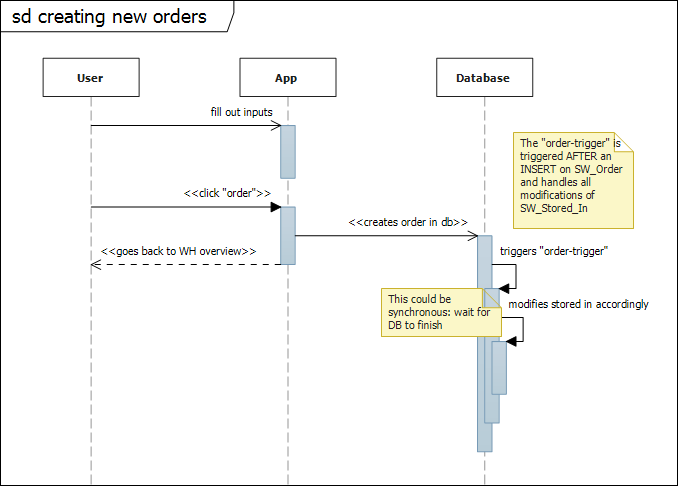 sd creating new orders
User
App
Database
fill out inputs
The "order-trigger" is
triggered AFTER an
INSERT on SW_Order
and handles all
modifications of
SW_Stored_In
<<click "order">>
<<creates order in db>>
<<goes back to WH overview>>
triggers "order-trigger"
This could be
synchronous: wait for
DB to finish
modifies stored in accordingly